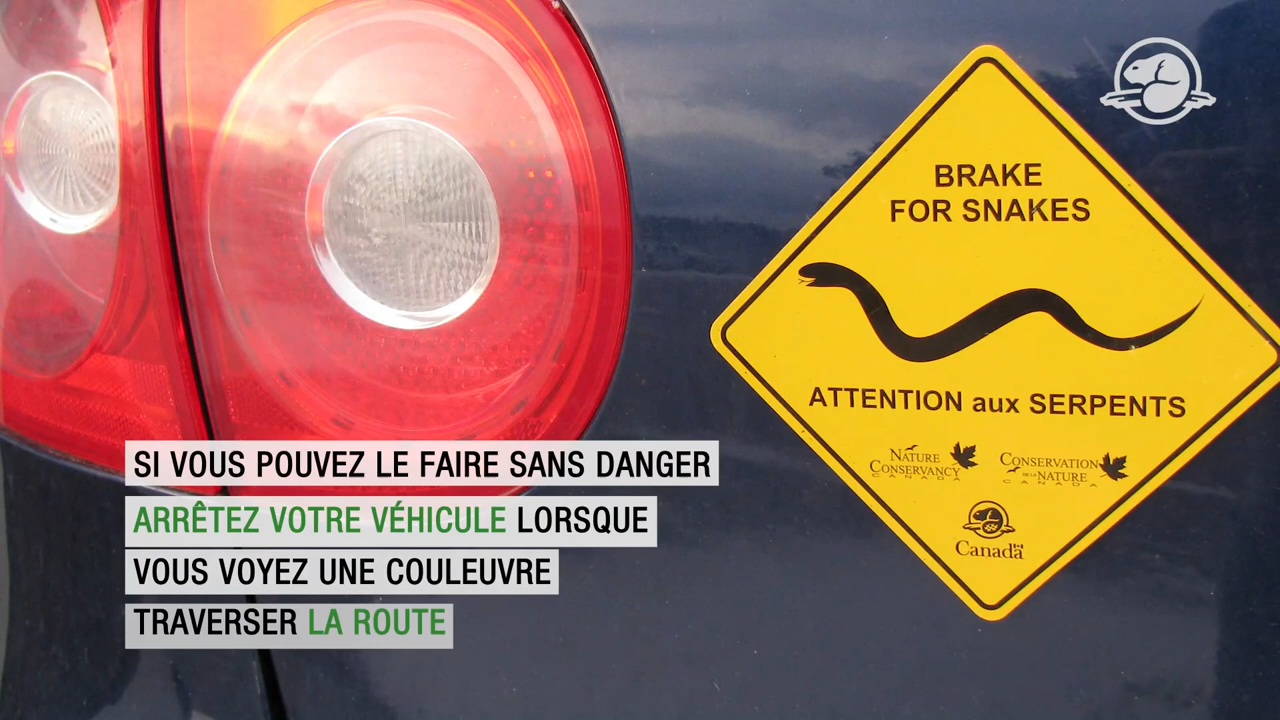 BRAKE
FOR SNAKES
ATTENTION aux SERPENTS
NATURE
CONSERVANCY
CANADA
CONSERVATION
DE LA NATURE
CANADA
Canada
SI VOUS POUVEZ LE FAIRE SANS DANGER
ARRÊTEZ VOTRE VÉHICULE LORSQUE
VOUS VOYEZ UNE COULEUVRE
TRAVERSER LA ROUTE